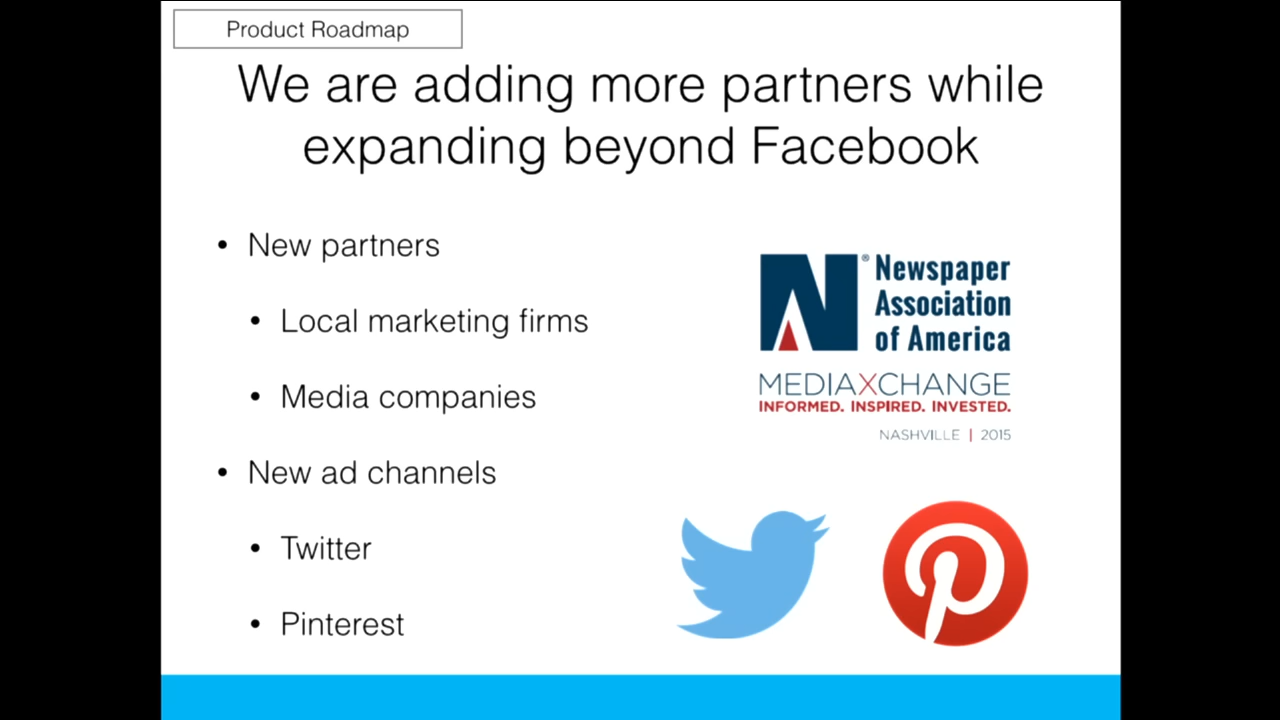 Product Roadmap
We are adding more partners while
expanding beyond Facebook
• New partners
• Local marketing firms
• Media companies
• New ad channels
• Twitter
• Pinterest
N® Newspaper
Association
of America
MEDIAXCHANGE
INFORMED. INSPIRED. INVESTED.
NASHVILLE | 2015